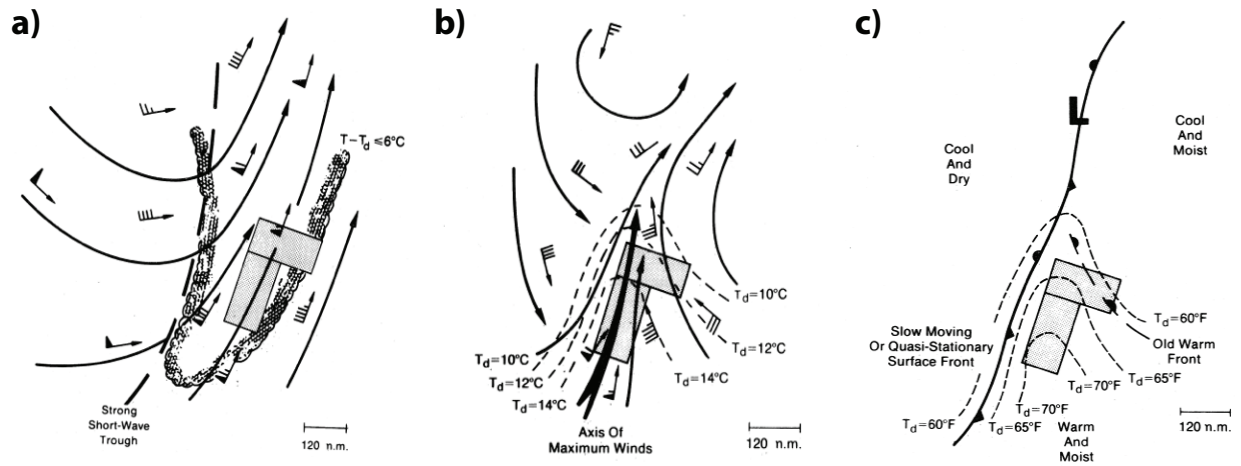 a)
T–Td ≤6°C
Strong
Short-Wave
Trough
120 n.m.
b)
Td=10°C
Td=12°C
Td=14°C
Td=10°C
Td=12°C
Td=14°C
Axis Of
Maximum Winds
120 n.m.
c)
L
Cool
And
Moist
Cool
And
Dry
Slow Moving
Or Quasi-Stationary
Surface Front
Td=60°F
Old Warm
Front
Td=65°F
Td=70°F
Td=60°F
Td=70°F
Td=65°F
Warm
And
Moist
120 n.m.